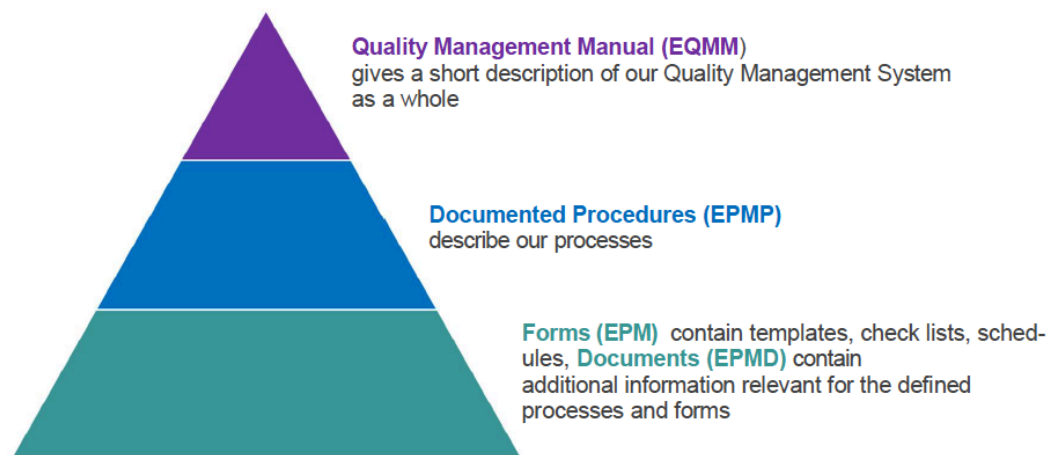 Quality Management Manual (EQMM)
gives a short description of our Quality Management System
as a whole
Documented Procedures (EPMP)
describe our processes
Forms (EPM) contain templates, check lists, sched-
ules, Documents (EPMD) contain
additional information relevant for the defined
processes and forms